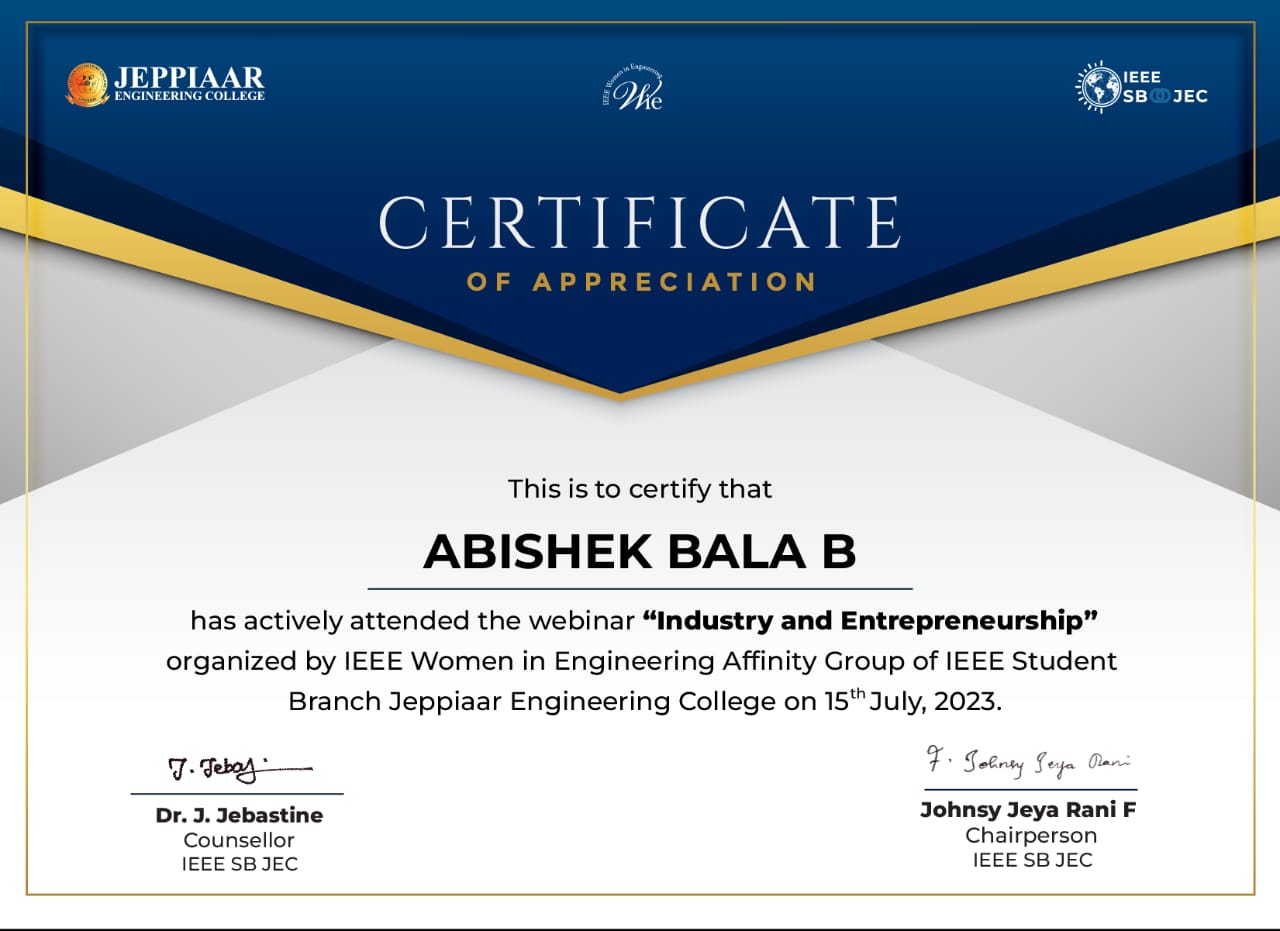 JEPPIAAR
ENGINEERING COLLEGE
IEEE Women in Engineering
WIE
IEEE
SB JEC
CERTIFICATE
OF APPRECIATION
This is to certify that
ABISHEK BALA B
has actively attended the webinar “Industry and Entrepreneurship”
organized by IEEE Women in Engineering Affinity Group of IEEE Student
Branch Jeppiaar Engineering College on 15th July, 2023.
J. Jebaj
F. Johnsy Jeya Rani
Dr. J. Jebastine
Counsellor
IEEE SB JEC
Johnsy Jeya Rani F
Chairperson
IEEE SB JEC